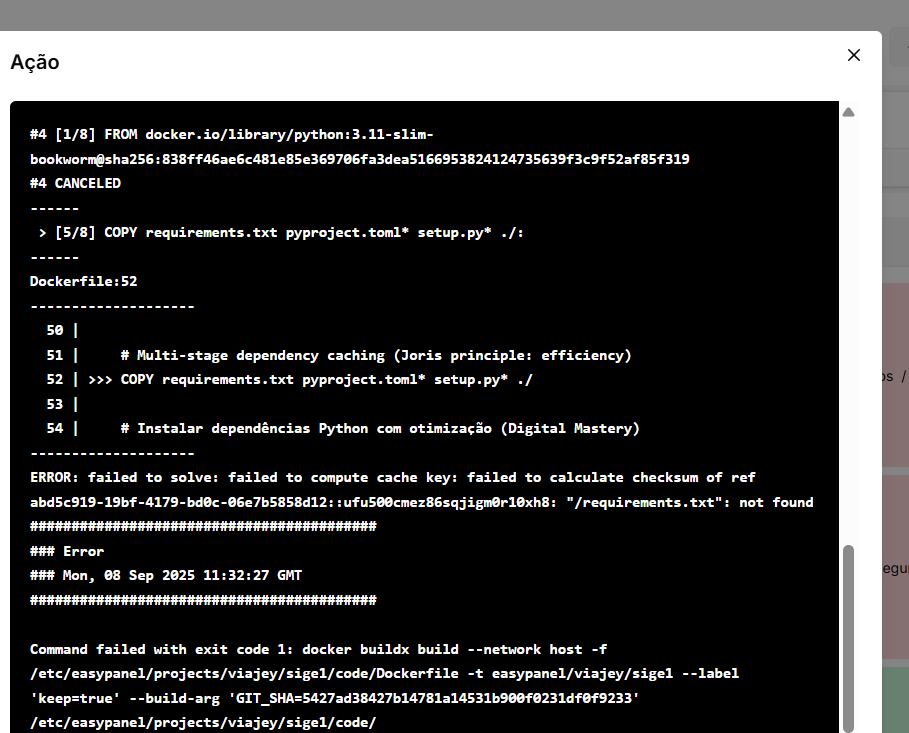 Ação
#4 [1/8] FROM docker.io/library/python:3.11-slim-
bookworm@sha256:838ff46ae6c481e85e369706fa3dea5166953824124735639f3c9f52af85f319
#4 CANCELED
------
> [5/8] COPY requirements.txt pyproject.toml* setup.py* ./:
------
Dockerfile:52
--------------------
50 |
51 |     # Multi-stage dependency caching (Joris principle: efficiency)
52 | >>> COPY requirements.txt pyproject.toml* setup.py* ./
53 |
54 |     # Instalar dependências Python com otimização (Digital Mastery)
--------------------
ERROR: failed to solve: failed to compute cache key: failed to calculate checksum of ref
abd5c919-19bf-4179-bd0c-06e7b5858d12::ufu500cmez86sqjigm0r10xh8: "/requirements.txt": not found
##########################################
### Error
### Mon, 08 Sep 2025 11:32:27 GMT
##########################################
Command failed with exit code 1: docker buildx build --network host -f
/etc/easypanel/projects/viajey/sigel/code/Dockerfile -t easypanel/viajey/sigel --label
'keep=true' --build-arg 'GIT_SHA=5427ad38427b14781a14531b900f0231df0f9233'
/etc/easypanel/projects/viajey/sigel/code/
os /
egu